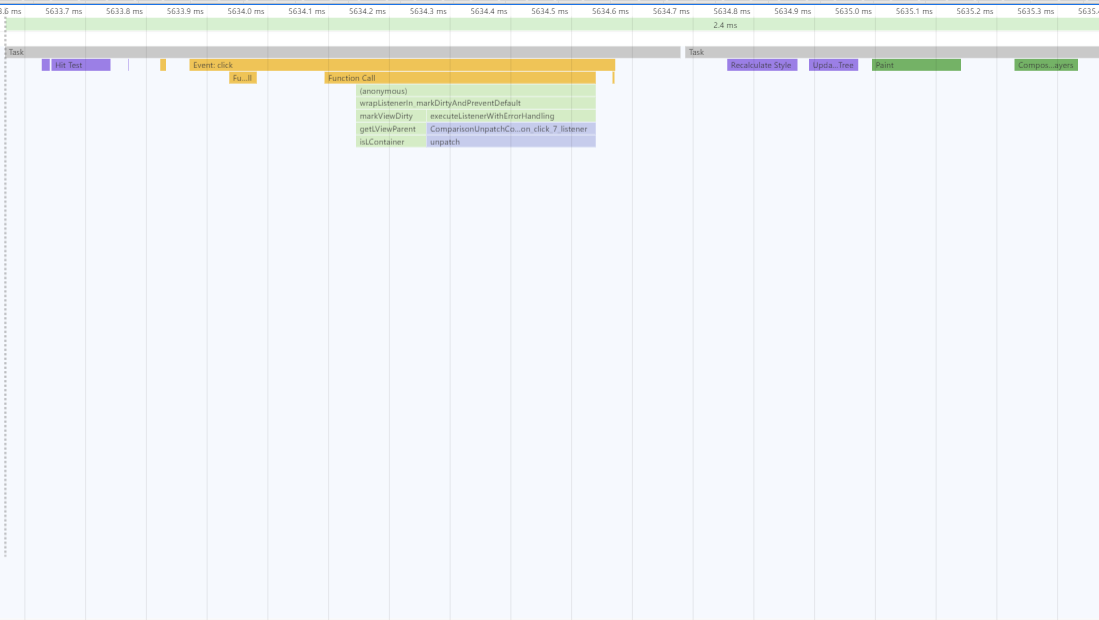 3.6 ms 5633.7 ms 5633.8 ms 5633.9 ms 5634.0 ms 5634.1 ms 5634.2 ms 5634.3 ms 5634.4 ms 5634.5 ms 5634.6 ms 5634.7 ms 5634.8 ms 5634.9 ms 5635.0 ms 5635.1 ms 5635.2 ms 5635.3 ms 5635.4
2.4 ms
Task Task
Hit Test Event: click Recalculate Style Upda...Tree Paint Compos...ayers
Fu...ll Function Call
(anonymous)
wrapListenerIn_markDirtyAndPreventDefault
markViewDirty executeListenerWithErrorHandling
getLViewParent ComparisonUnpatchCo...on_click_7_listener
isLContainer unpatch